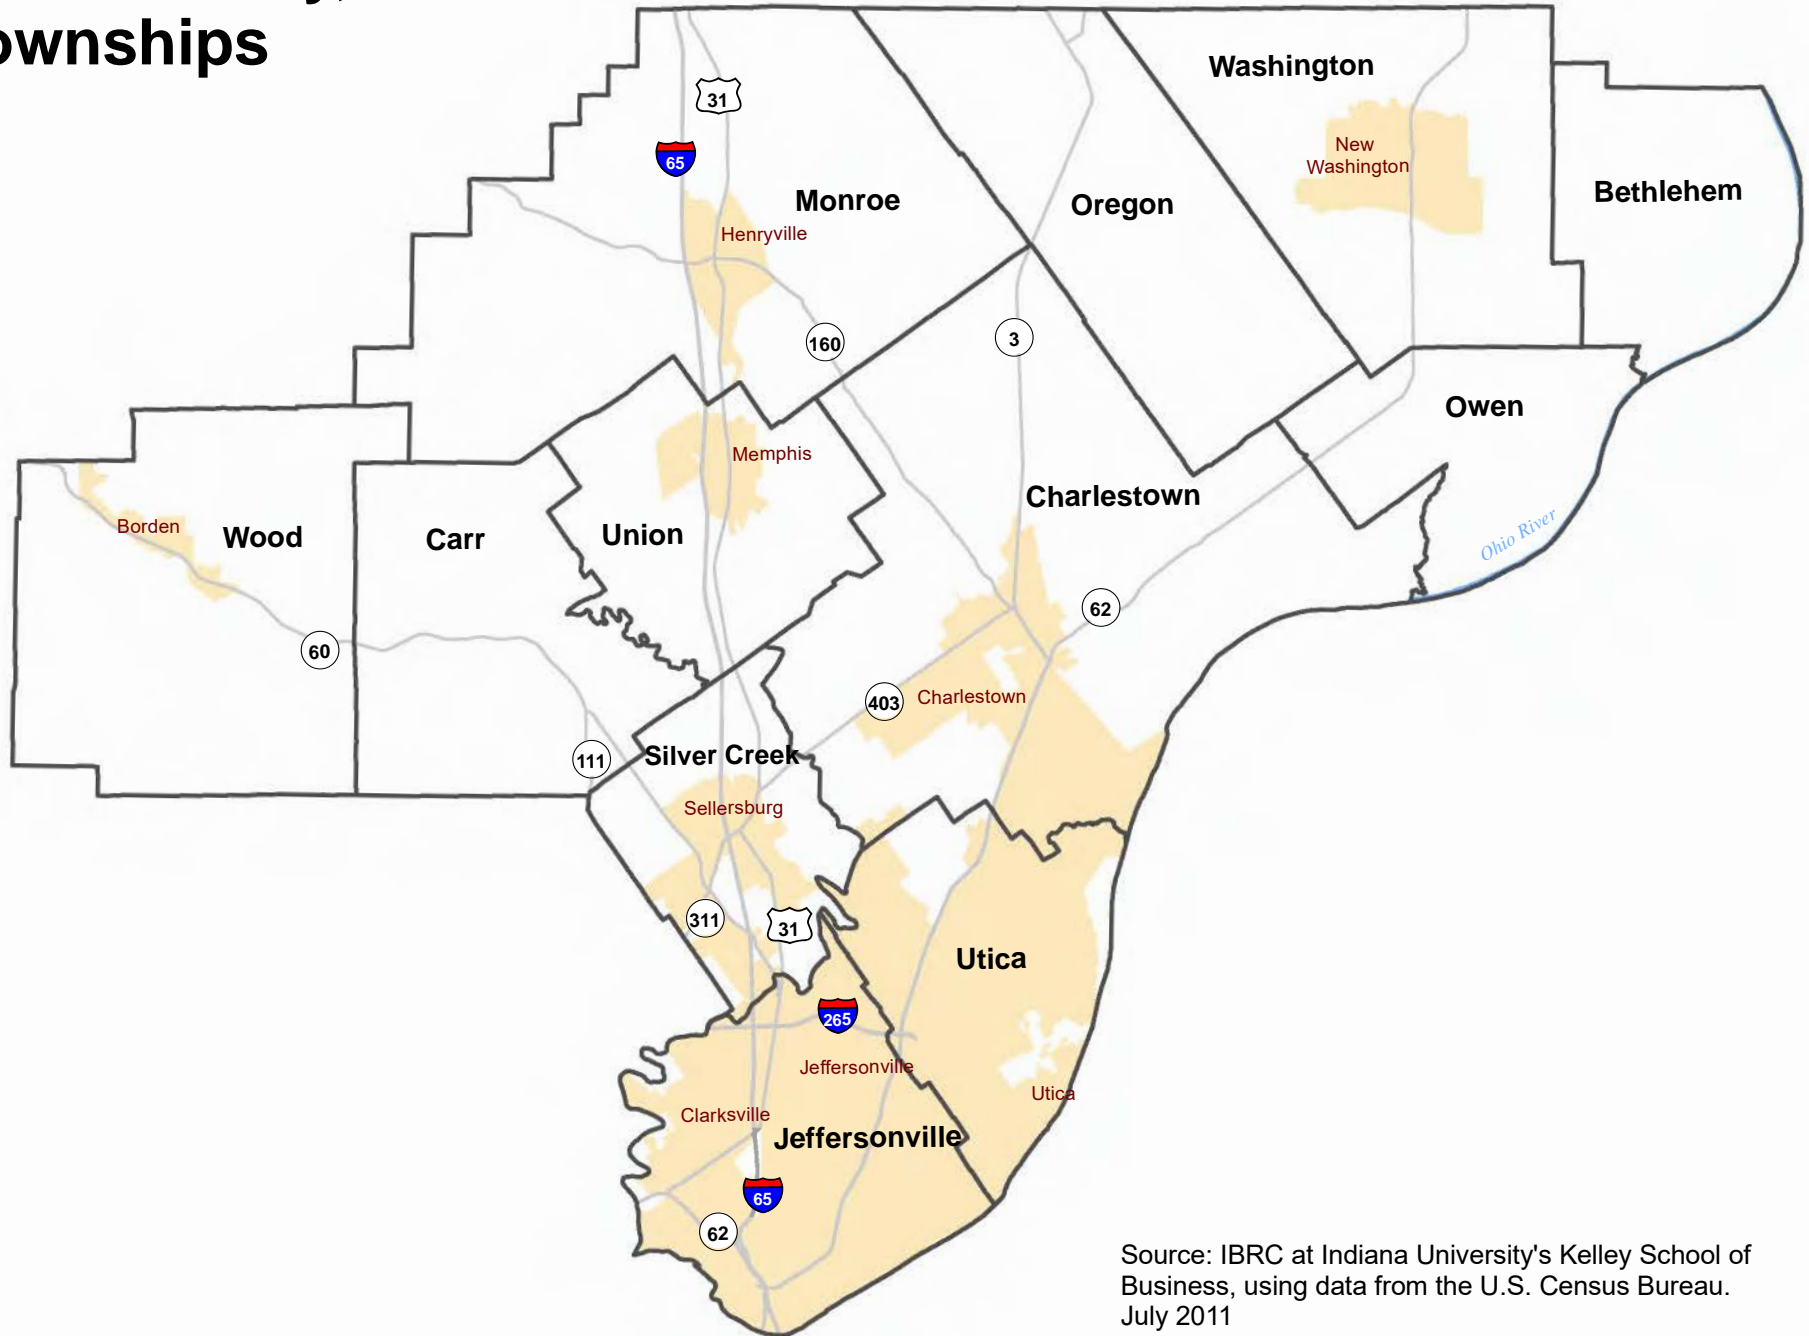 ownships
Washington
31
65
New
Washington
Bethlehem
Monroe
Oregon
Henryville
160
3
Owen
Memphis
Charlestown
Borden
Wood
Carr
Union
Ohio River
62
60
403
Charlestown
111
Silver Creek
Sellersburg
311
31
Utica
265
Jeffersonville
Utica
Clarksville
Jeffersonville
65
62
Source: IBRC at Indiana University's Kelley School of
Business, using data from the U.S. Census Bureau.
July 2011